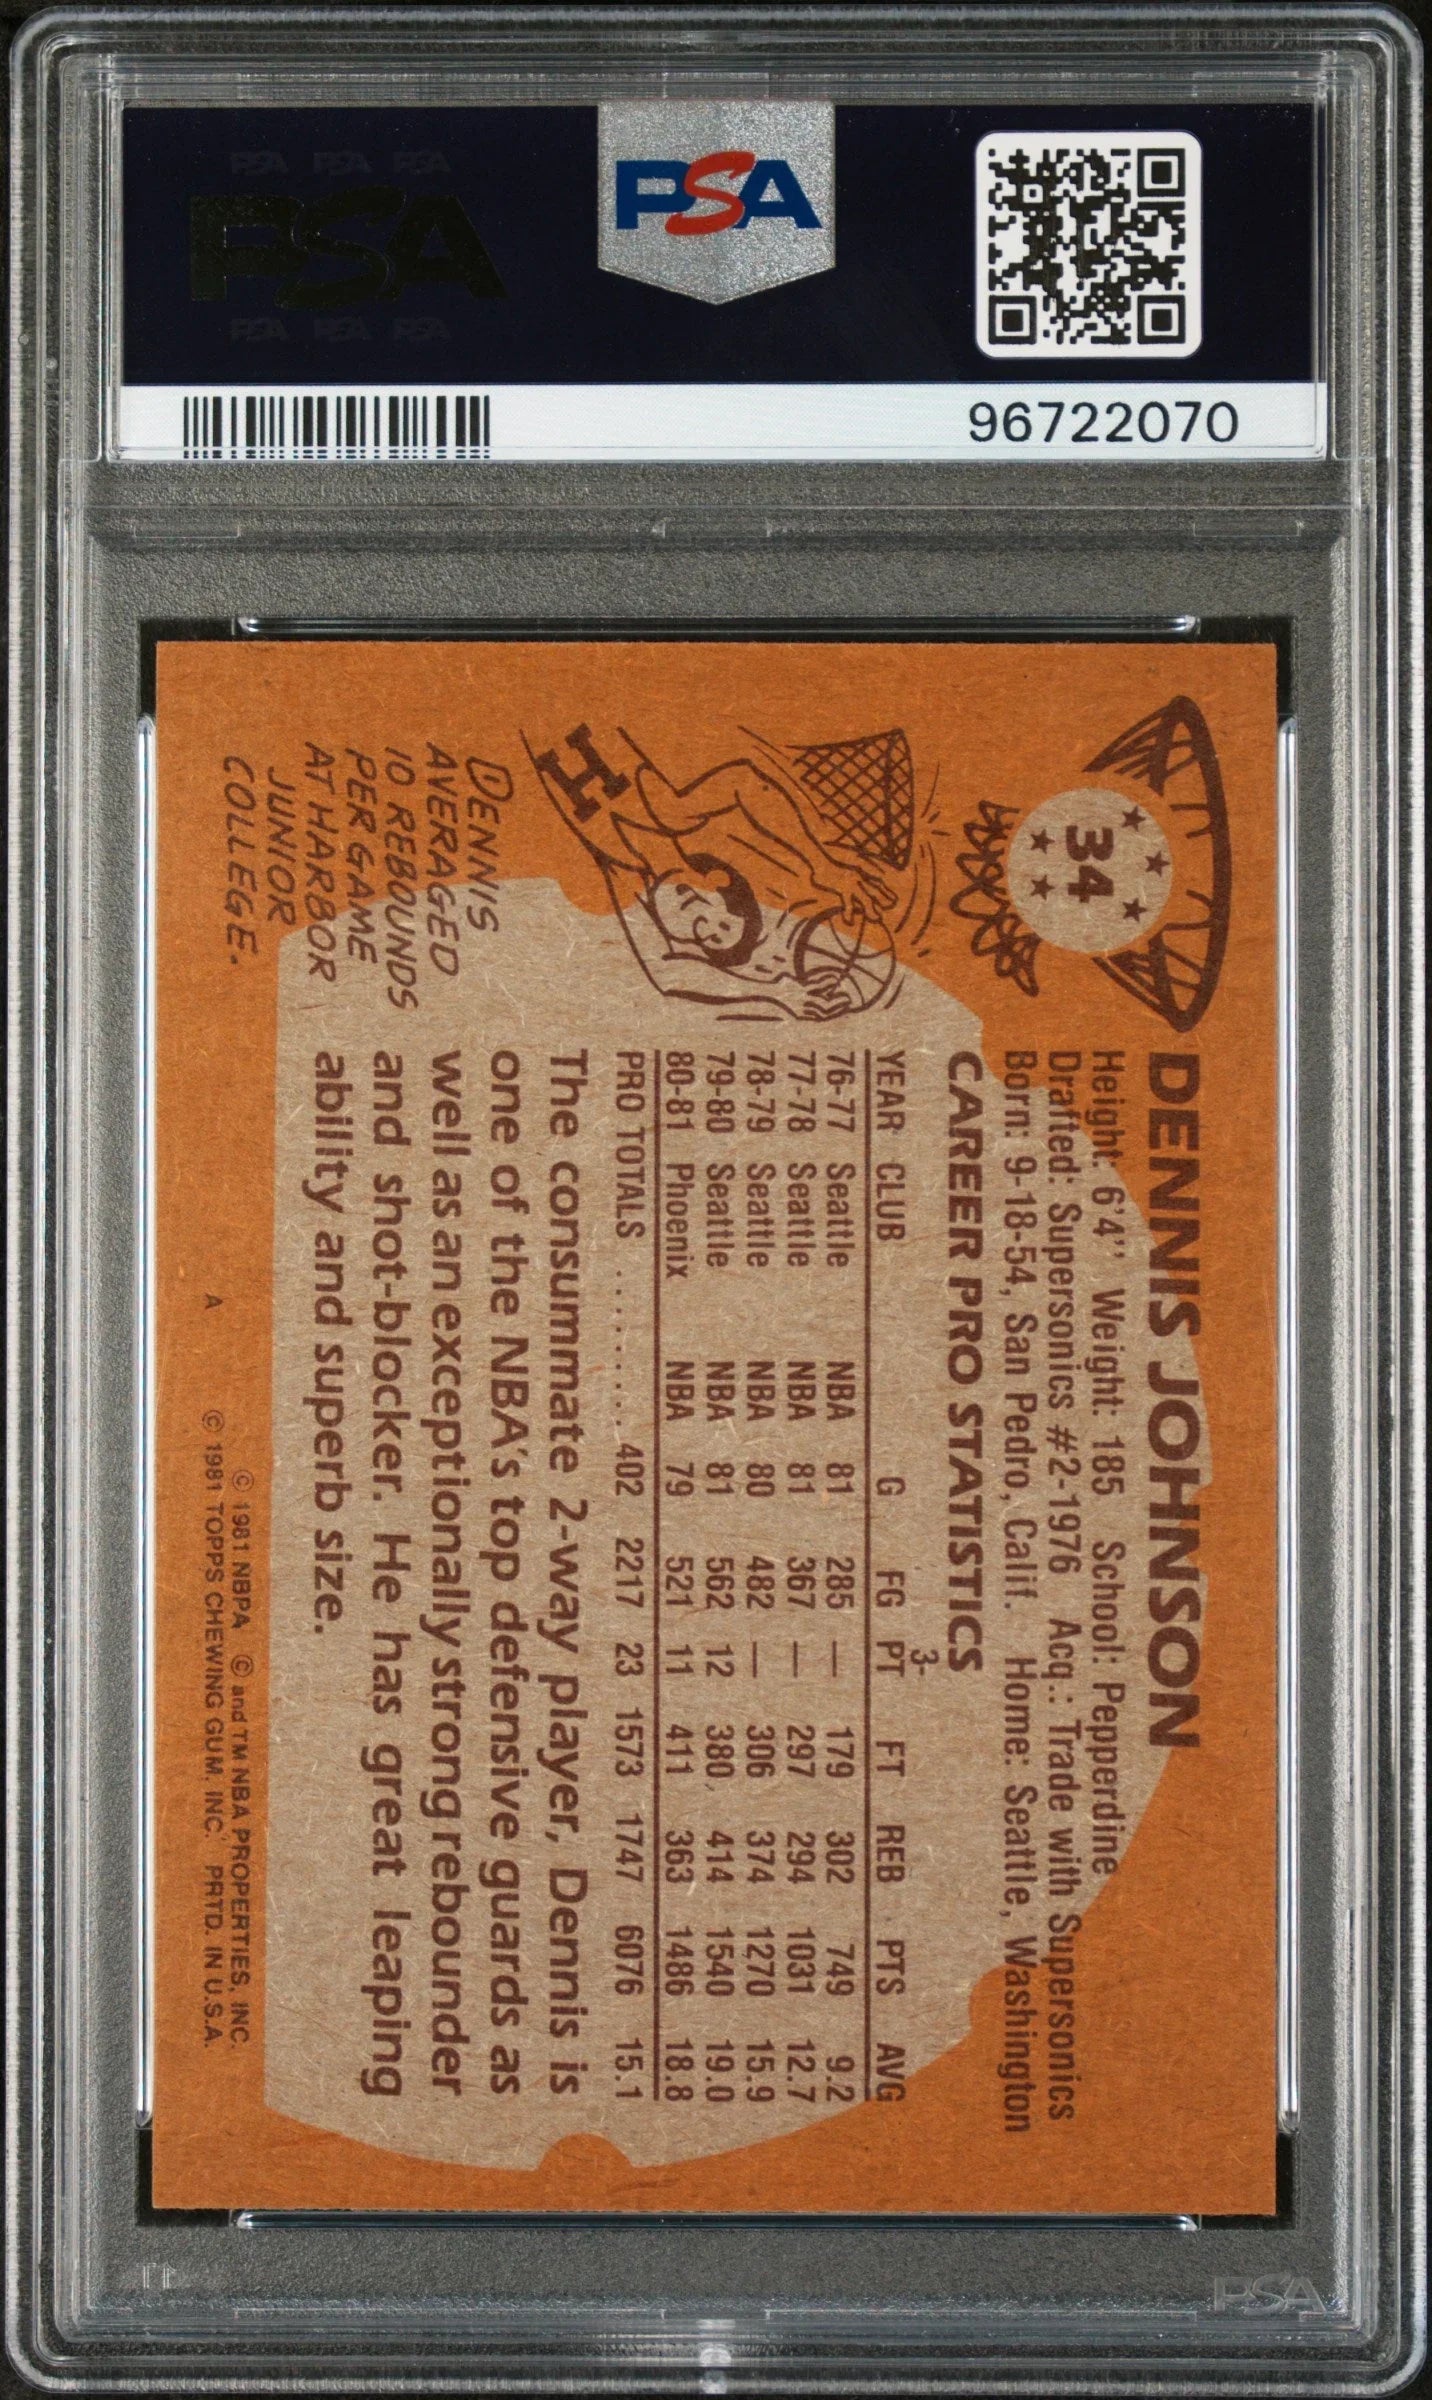 PSA PSA PSA
PSA
PSA PSA PSA
PSA
96722070
34
DENNIS JOHNSON
Height: 6'4'' Weight: 185 School: Pepperdine
Drafted: Supersonics #2-1976 Acq.: Trade with Supersonics
Born: 9-18-54, San Pedro, Calif. Home: Seattle, Washington
CAREER PRO STATISTICS
YEAR CLUB G FG 3-PT FT REB PTS AVG
76-77 Seattle NBA 81 285 — 179 302 749 9.2
77-78 Seattle NBA 81 367 — 297 294 1031 12.7
78-79 Seattle NBA 80 482 — 306 374 1270 15.9
79-80 Seattle NBA 81 562 12 380 414 1540 19.0
80-81 Phoenix NBA 79 521 11 411 363 1486 18.8
PRO TOTALS ......... 402 2217 23 1573 1747 6076 15.1
The consummate 2-way player, Dennis is
one of the NBA's top defensive guards as
well as an exceptionally strong rebounder
and shot-blocker. He has great leaping
ability and superb size.
H
DENNIS
AVERAGED
10 REBOUNDS
PER GAME
AT HARBOR
JUNIOR
COLLEGE.
A
© 1981 NBPA © and TM NBA PROPERTIES, INC.
© 1981 TOPPS CHEWING GUM, INC. PRTD. IN U.S.A.
PSA